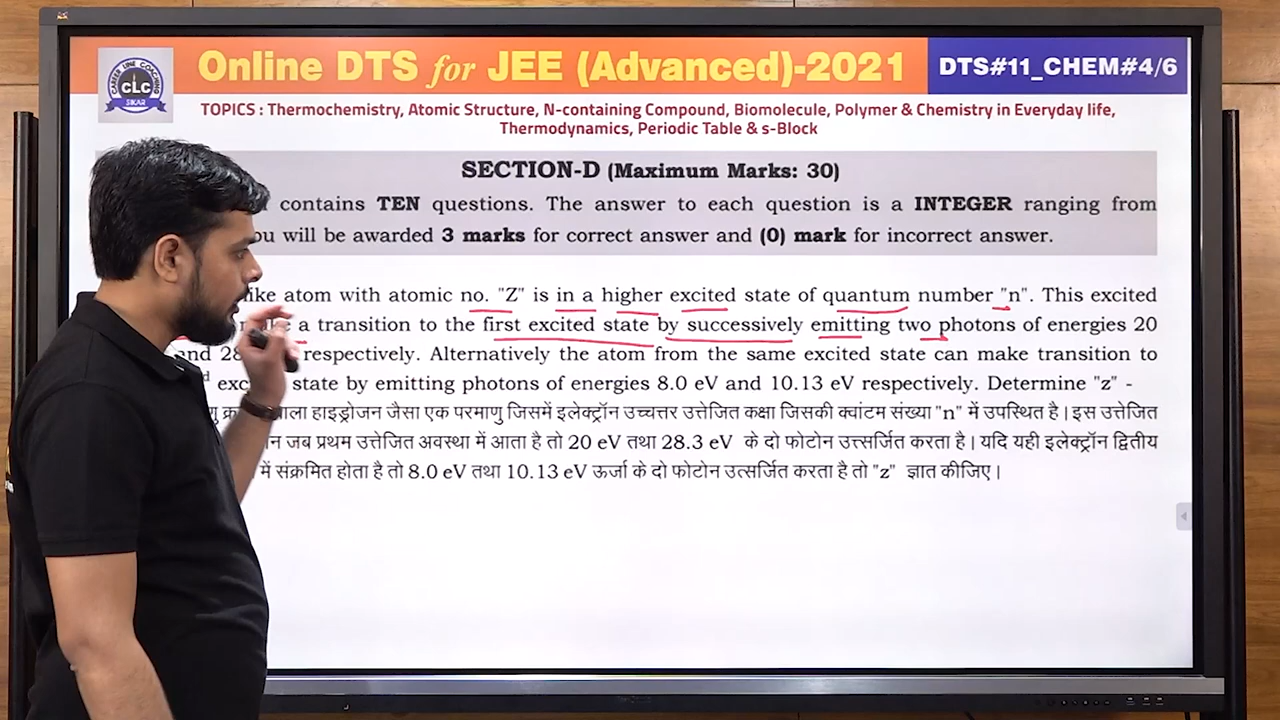 Online DTS for JEE (Advanced)-2021
DTS#11_CHEM#4/6
CAREER LINE COACHING
CLC
SIKAR
TOPICS : Thermochemistry, Atomic Structure, N-containing Compound, Biomolecule, Polymer & Chemistry in Everyday life,
Thermodynamics, Periodic Table & s-Block
SECTION-D (Maximum Marks: 30)
contains TEN questions. The answer to each question is a INTEGER ranging from
ou will be awarded 3 marks for correct answer and (0) mark for incorrect answer.
like atom with atomic no. "Z" is in a higher excited state of quantum number "n". This excited
a transition to the first excited state by successively emitting two photons of energies 20
and 28 respectively. Alternatively the atom from the same excited state can make transition to
state by emitting photons of energies 8.0 eV and 10.13 eV respectively. Determine "z" -
वाला हाइड्रोजन जैसा एक परमाणु जिसमें इलेक्ट्रॉन उच्चत्तर उत्तेजित कक्षा जिसकी क्वांटम संख्या "n" में उपस्थित है। इस उत्तेजित
न जब प्रथम उत्तेजित अवस्था में आता है तो 20 eV तथा 28.3 eV के दो फोटोन उत्त्सर्जित करता है। यदि यही इलेक्ट्रॉन द्वितीय
में संक्रमित होता है तो 8.0 eV तथा 10.13 eV ऊर्जा के दो फोटोन उत्सर्जित करता है तो "z" ज्ञात कीजिए।